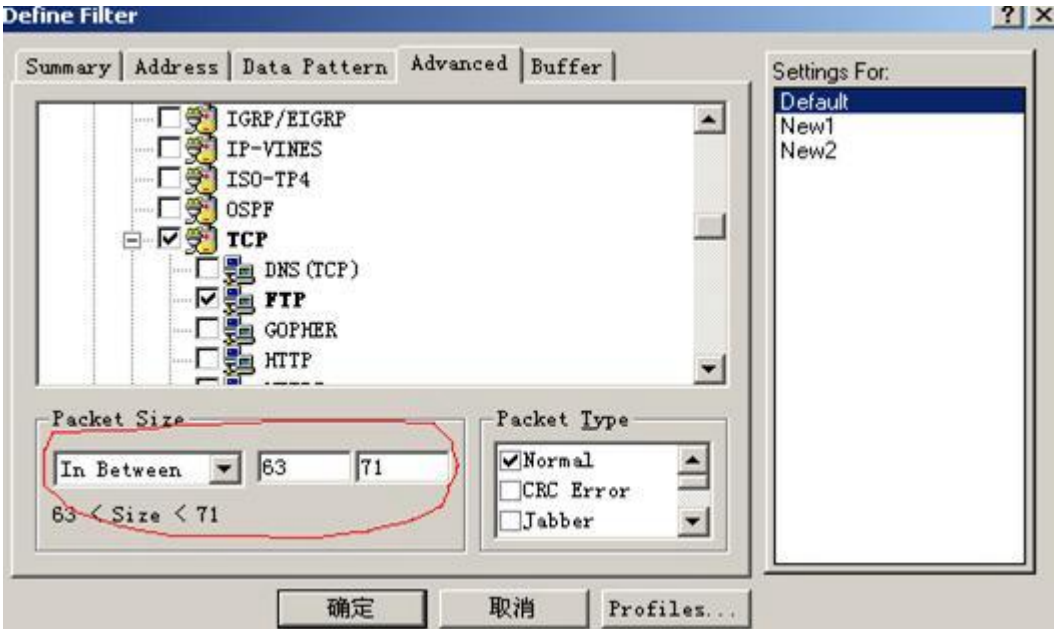 Define Filter
Summary Address Data Pattern Advanced Buffer
Settings For:
Default
New1
New2
IGRP/EIGRP
IP-VINES
ISO-TP4
OSPF
TCP
DNS (TCP)
FTP
GOPHER
HTTP
Packet Size
In Between 63 71
63 < Size < 71
Packet Type
Normal
CRC Error
Jabber
确定 取消 Profiles...